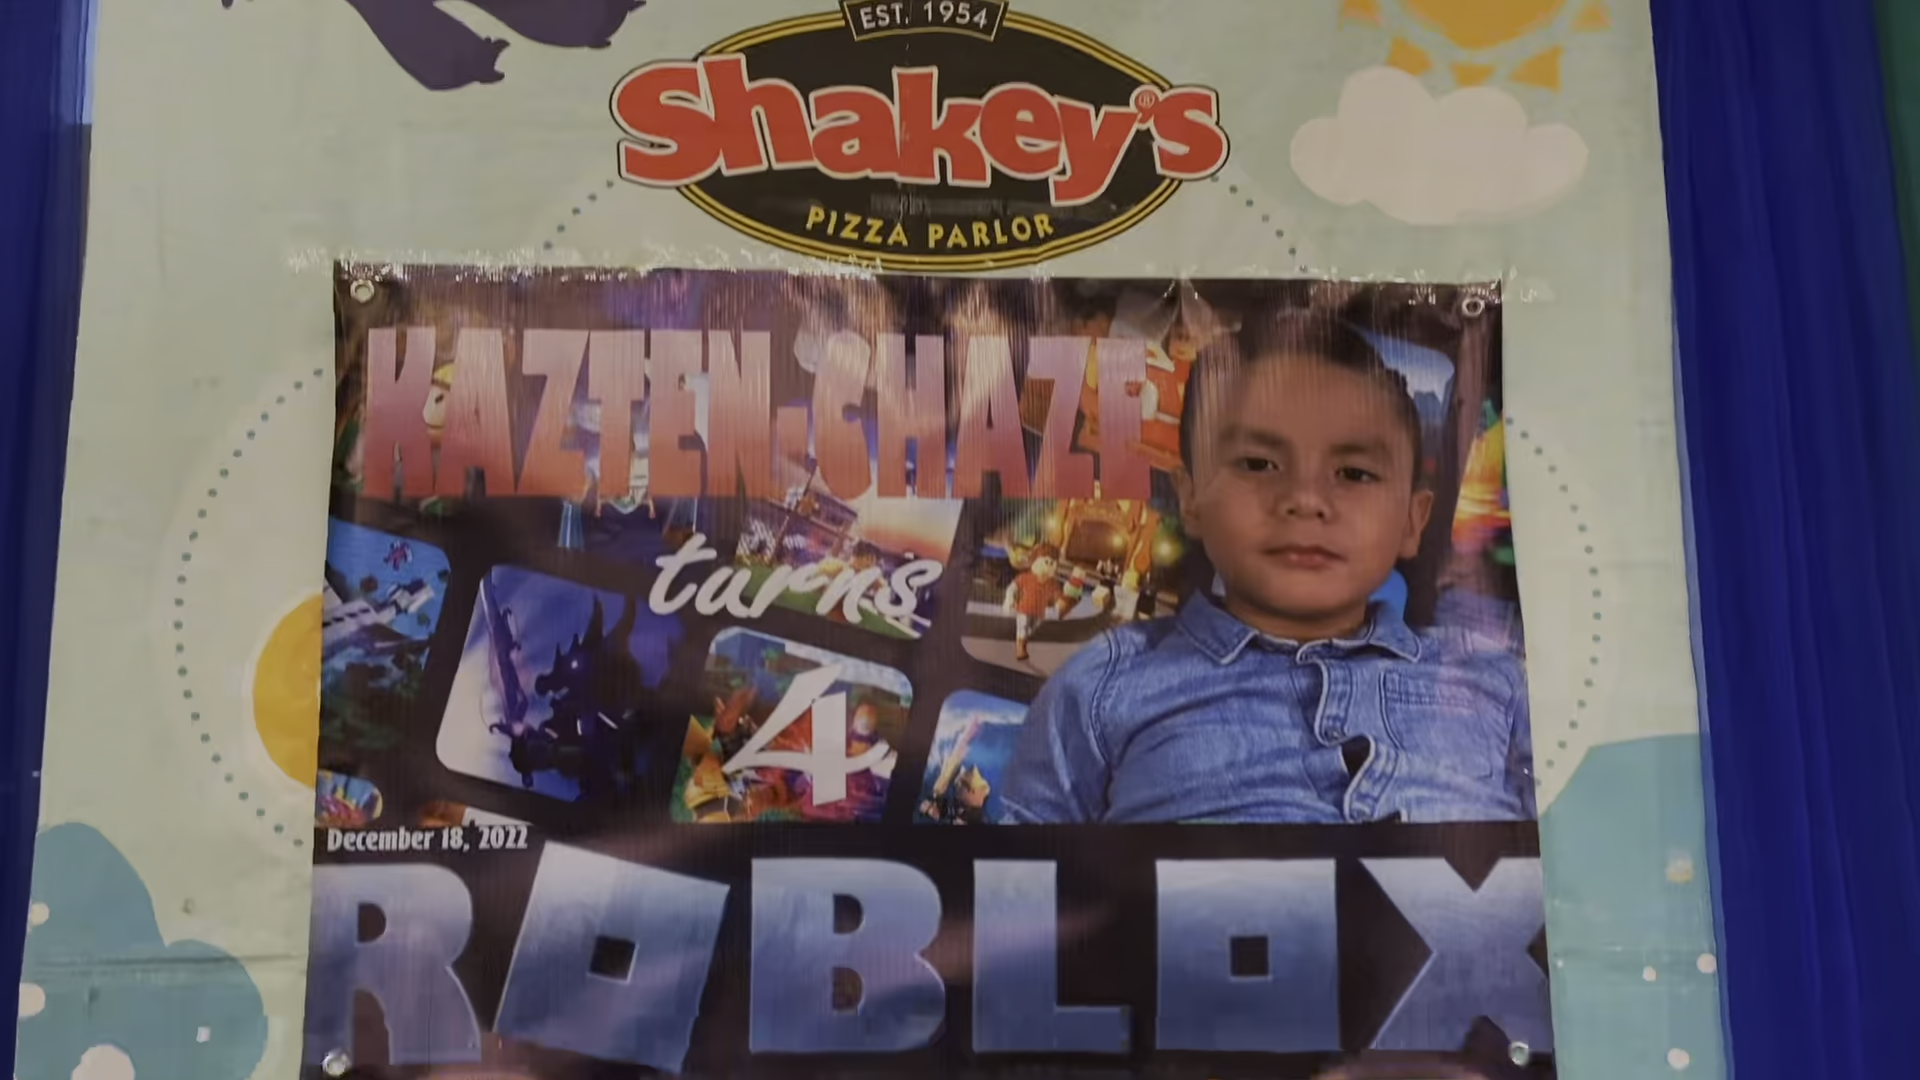 EST. 1954
Shakey's®
PIZZA PARLOR
KAZTEN CHAZE
turns
4
December 18, 2022
ROBLOX